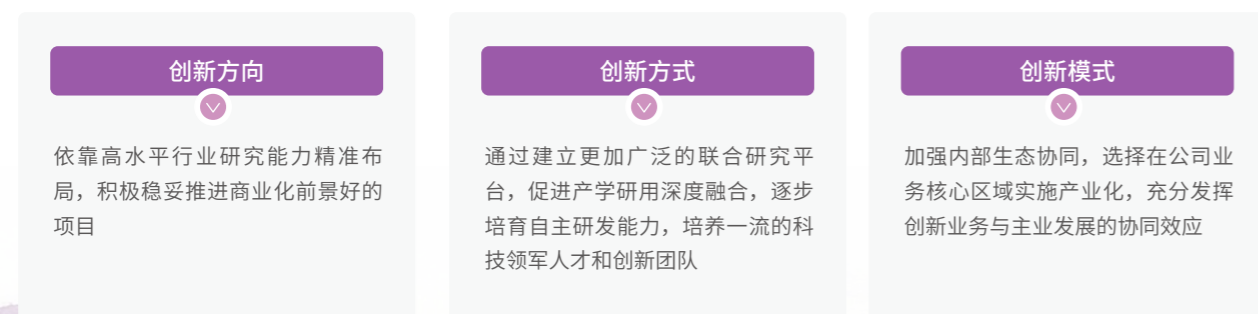 创新方向
依靠高水平行业研究能力精准布
局，积极稳妥推进商业化前景好的
项目
创新方式
通过建立更加广泛的联合研究平
台，促进产学研用深度融合，逐步
培育自主研发能力，培养一流的科
技领军人才和创新团队
创新模式
加强内部生态协同，选择在公司业
务核心区域实施产业化，充分发挥
创新业务与主业发展的协同效应